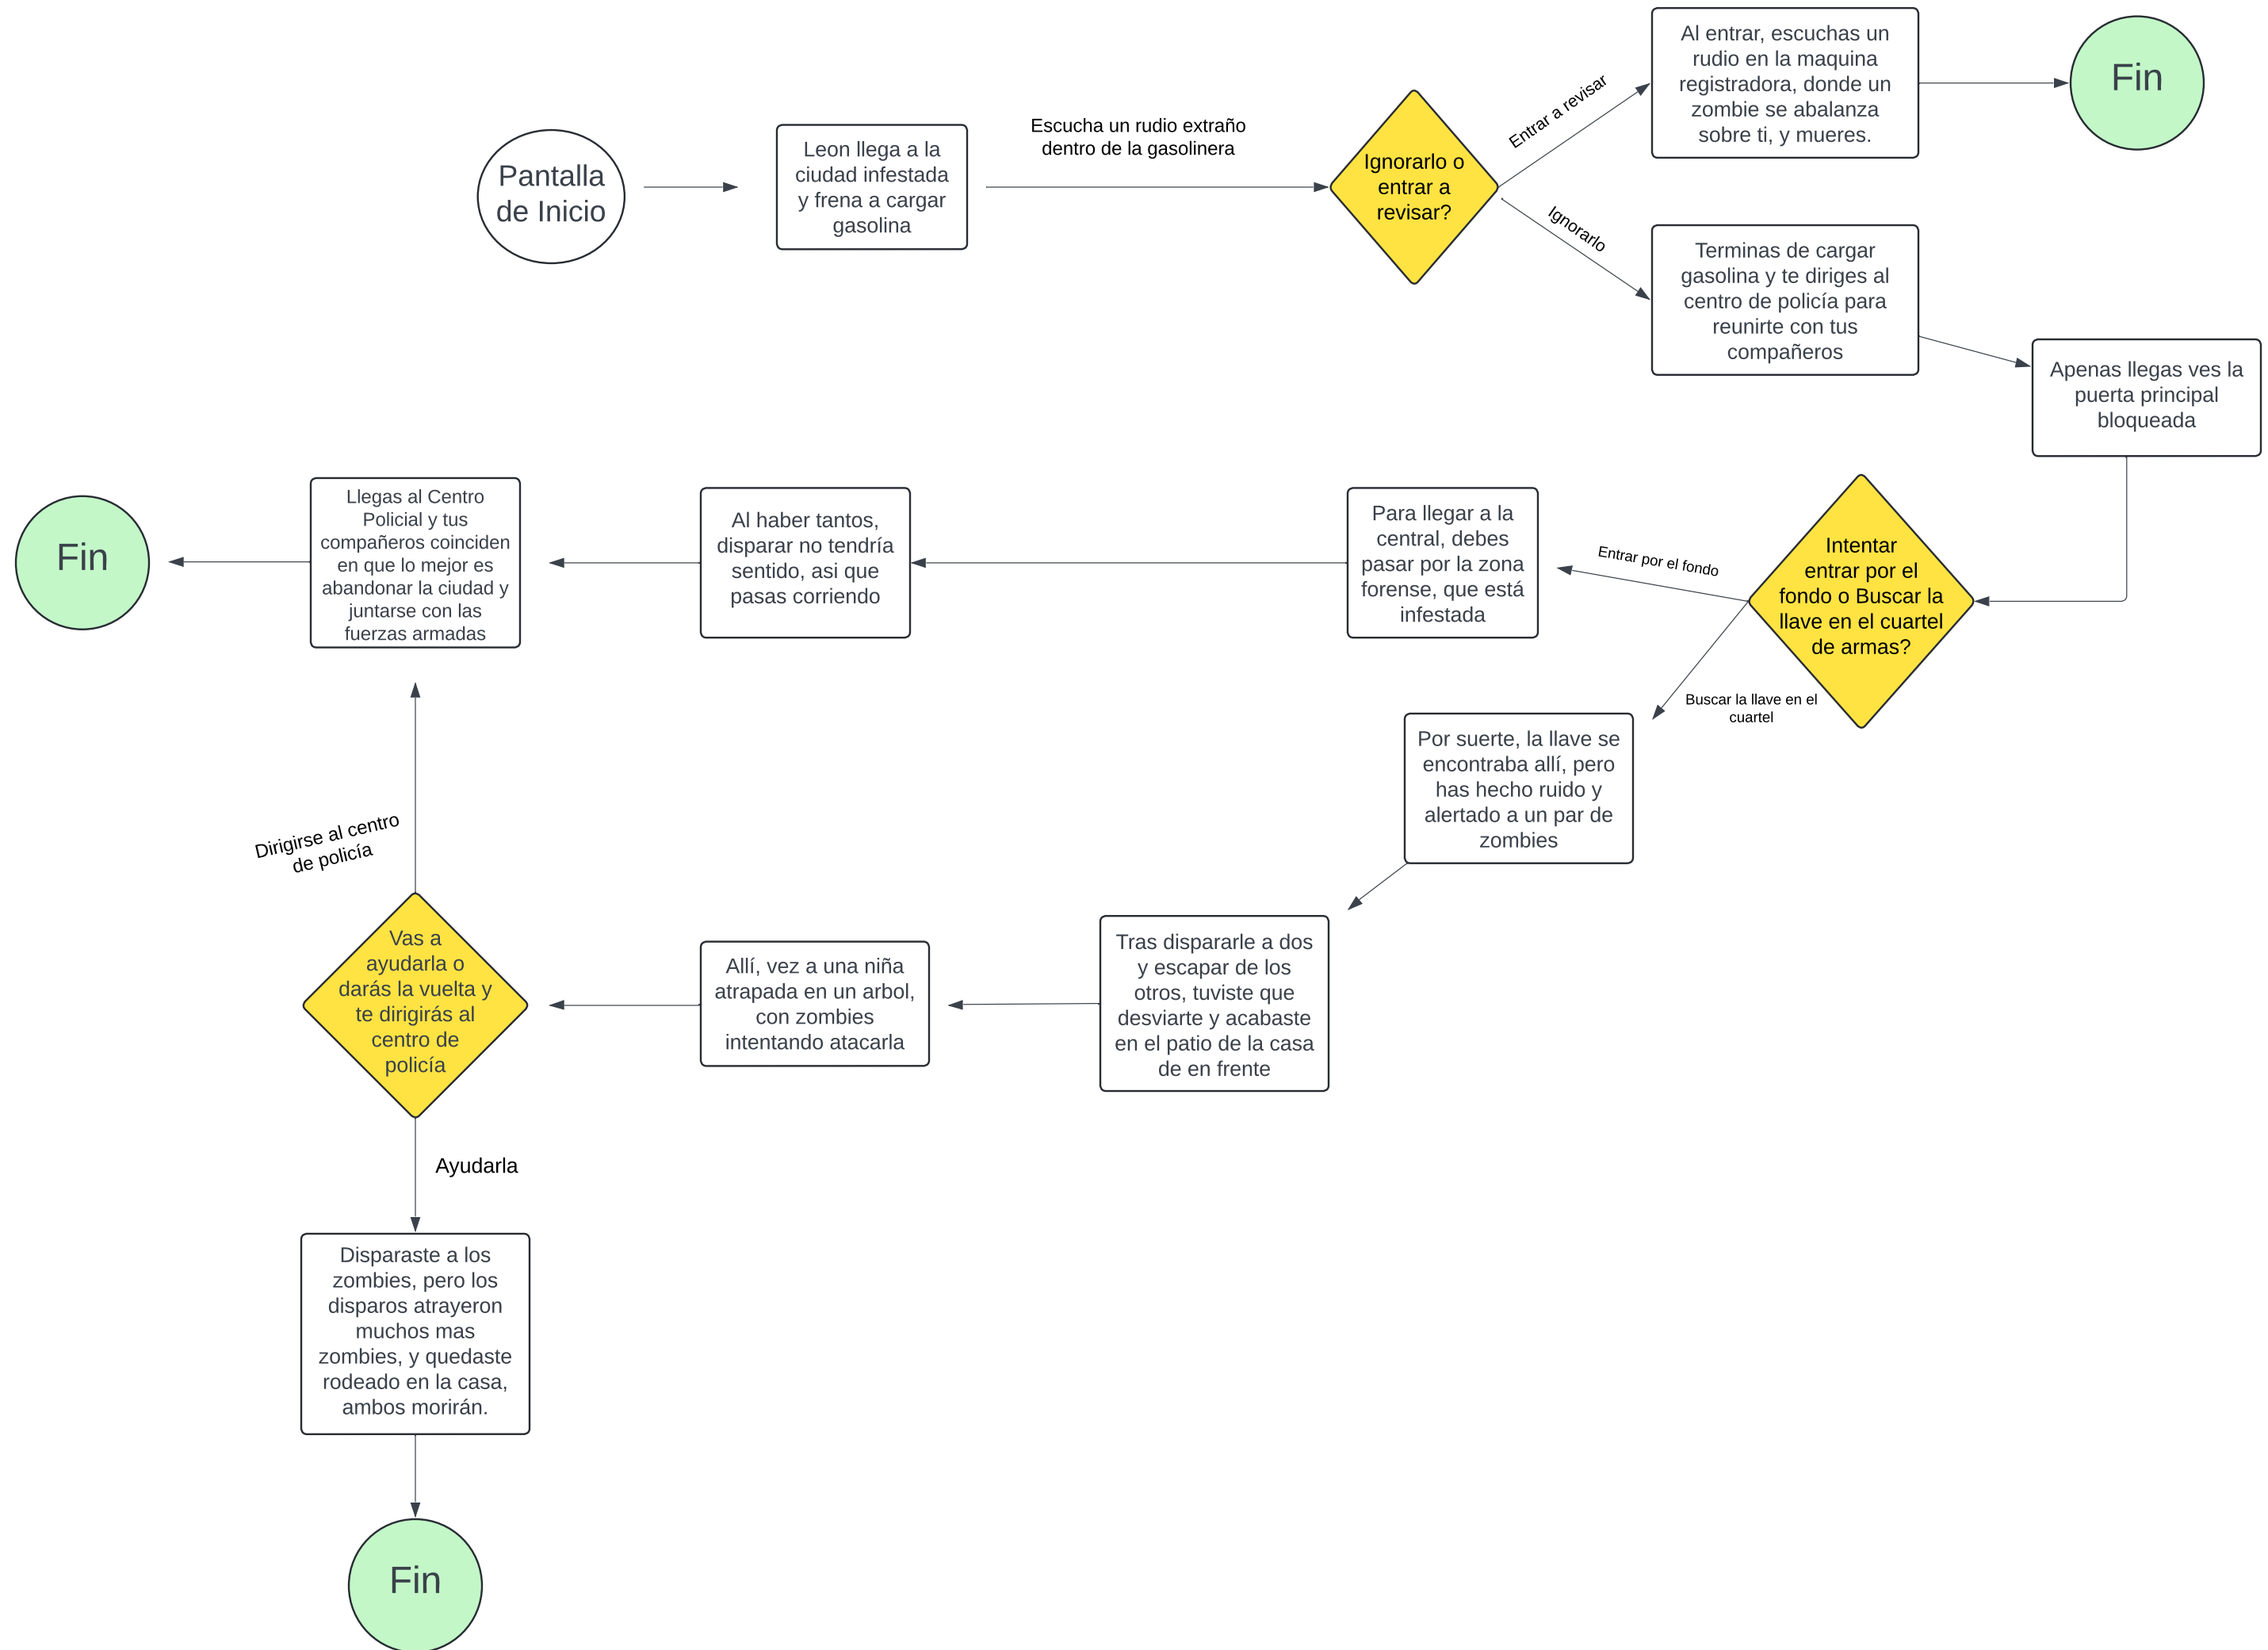 Pantalla
de Inicio
Leon llega a la
ciudad infestada
y frena a cargar
gasolina
Escucha un rudio extraño
dentro de la gasolinera
Ignorarlo o
entrar a
revisar?
Entrar a revisar
Al entrar, escuchas un
rudio en la maquina
registradora, donde un
zombie se abalanza
sobre ti, y mueres.
Fin
Ignorarlo
Terminas de cargar
gasolina y te diriges al
centro de policía para
reunirte con tus
compañeros
Apenas llegas ves la
puerta principal
bloqueada
Intentar
entrar por el
fondo o Buscar la
llave en el cuartel
de armas?
Entrar por el fondo
Para llegar a la
central, debes
pasar por la zona
forense, que está
infestada
Al haber tantos,
disparar no tendría
sentido, asi que
pasas corriendo
Llegas al Centro
Policial y tus
compañeros coinciden
en que lo mejor es
abandonar la ciudad y
juntarse con las
fuerzas armadas
Fin
Buscar la llave en el
cuartel
Por suerte, la llave se
encontraba allí, pero
has hecho ruido y
alertado a un par de
zombies
Tras dispararle a dos
y escapar de los
otros, tuviste que
desviarte y acabaste
en el patio de la casa
de en frente
Allí, vez a una niña
atrapada en un arbol,
con zombies
intentando atacarla
Vas a
ayudarla o
darás la vuelta y
te dirigirás al
centro de
policía
Dirigirse al centro
de policía
Ayudarla
Disparaste a los
zombies, pero los
disparos atrayeron
muchos mas
zombies, y quedaste
rodeado en la casa,
ambos morirán.
Fin